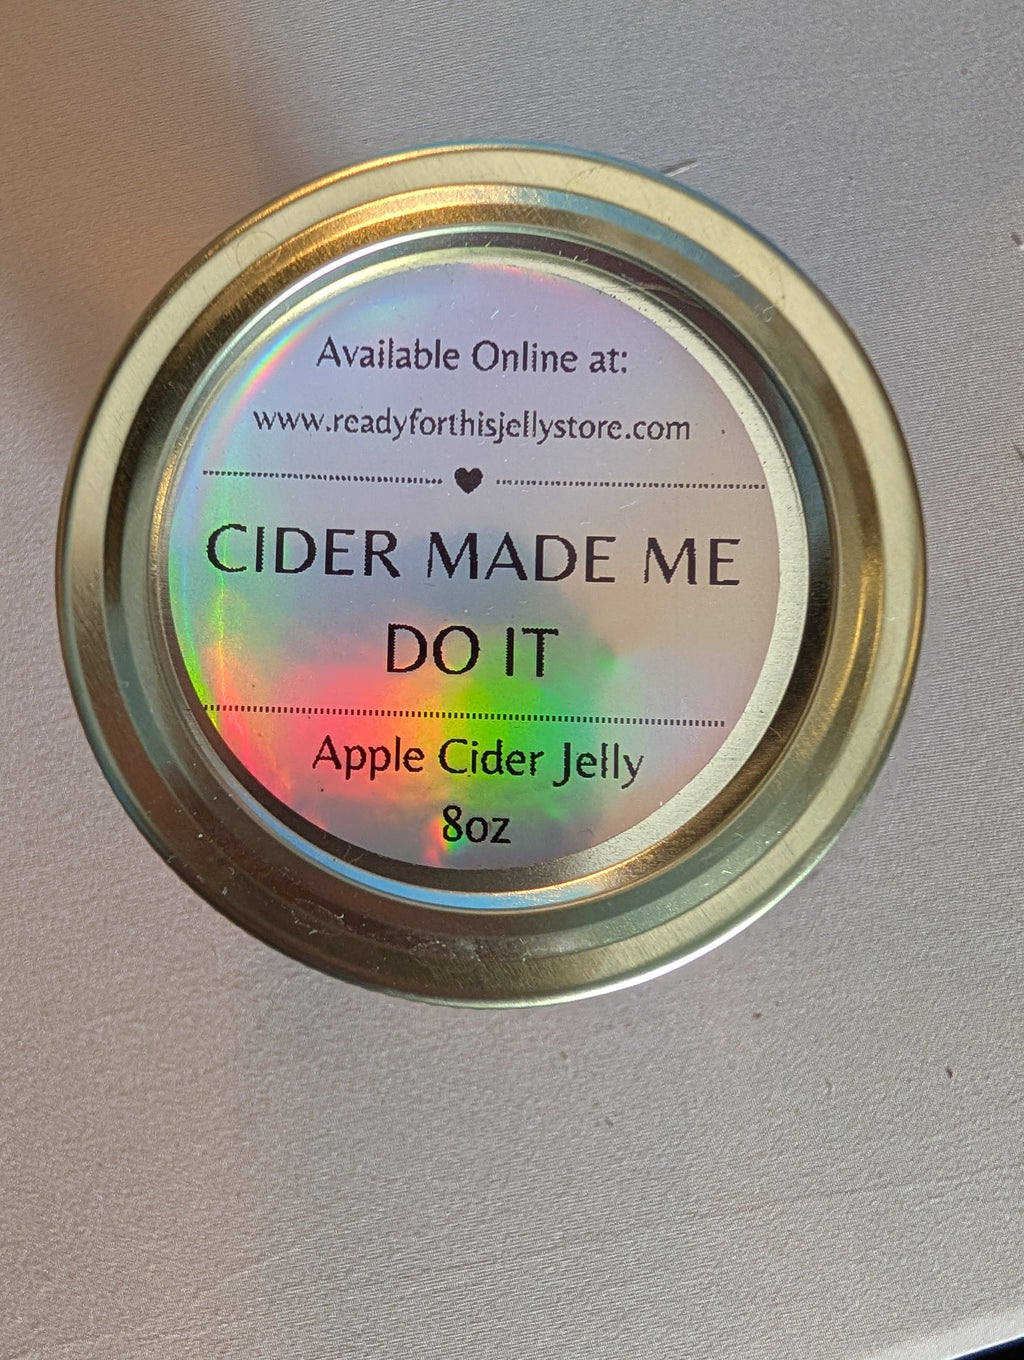 Available Online at:
www.readyforthisjellystore.com
CIDER MADE ME
DO IT
Apple Cider Jelly
8oz